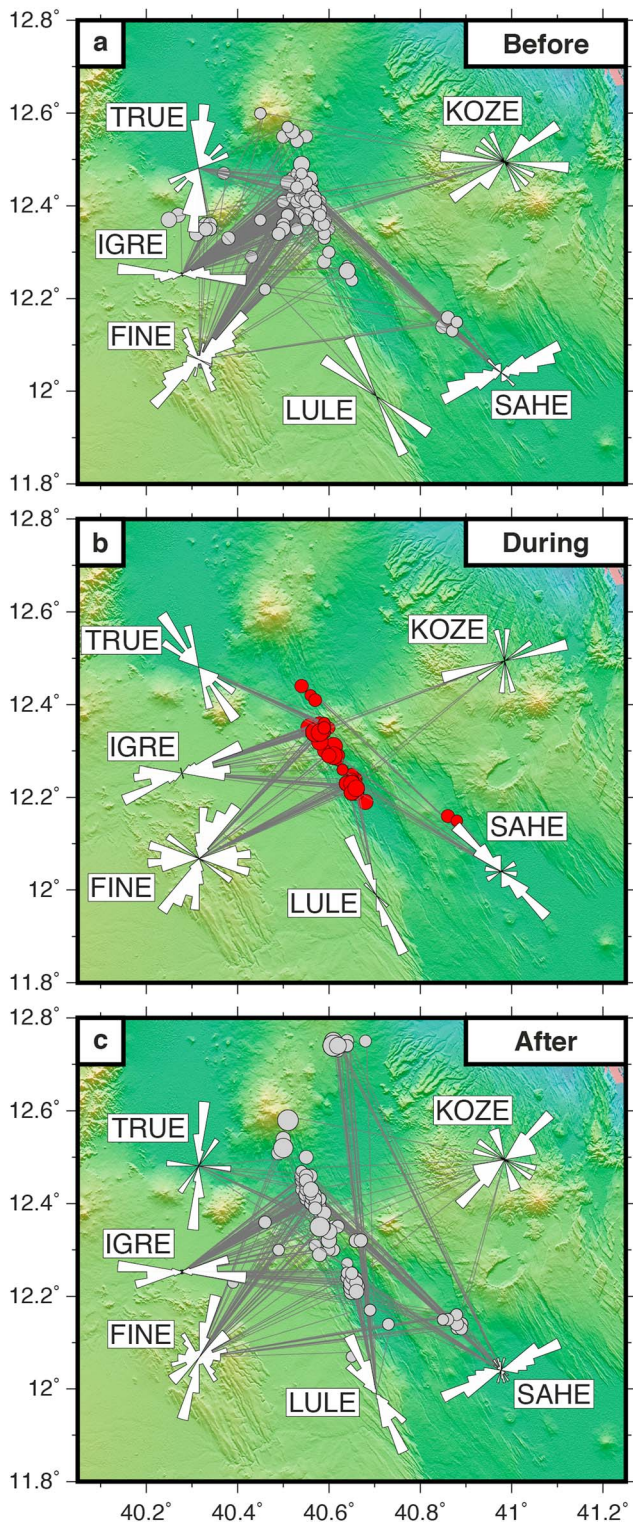 12.8˚
a
Before
12.6˚
TRUE
KOZE
12.4˚
IGRE
12.2˚
FINE
12˚
LULE
SAHE
11.8˚
12.8˚
b
During
12.6˚
TRUE
KOZE
12.4˚
IGRE
12.2˚
SAHE
FINE
12˚
LULE
11.8˚
12.8˚
c
After
12.6˚
TRUE
KOZE
12.4˚
IGRE
12.2˚
FINE
12˚
LULE
SAHE
11.8˚
40.2˚ 40.4˚ 40.6˚ 40.8˚ 41˚ 41.2˚